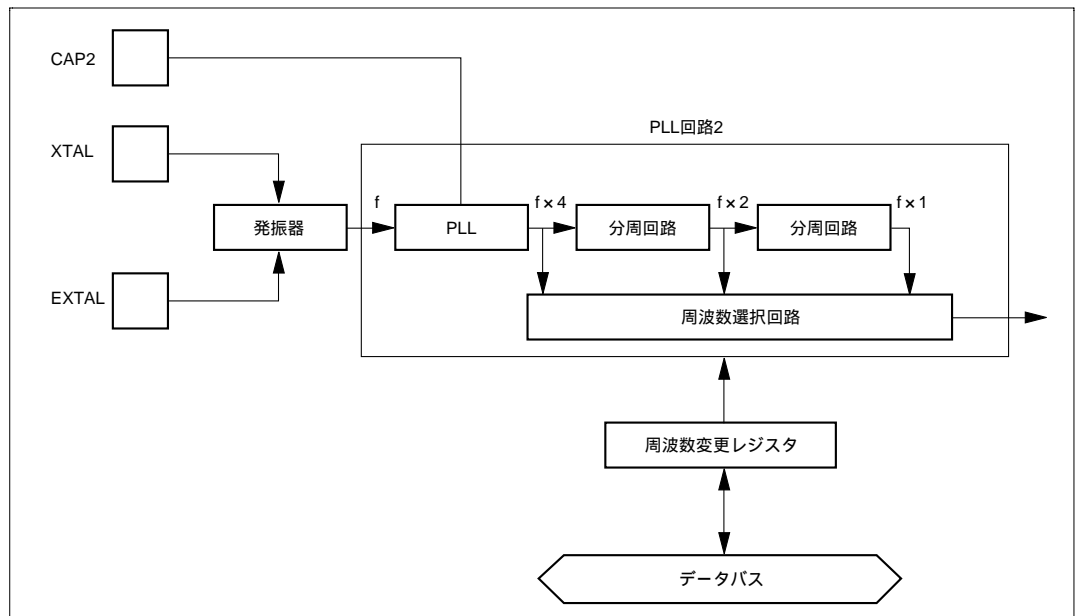 CAP2
PLL回路2
XTAL
f
f×4
f×2
f×1
発振器
PLL
分周回路
分周回路
EXTAL
周波数選択回路
周波数変更レジスタ
データバス